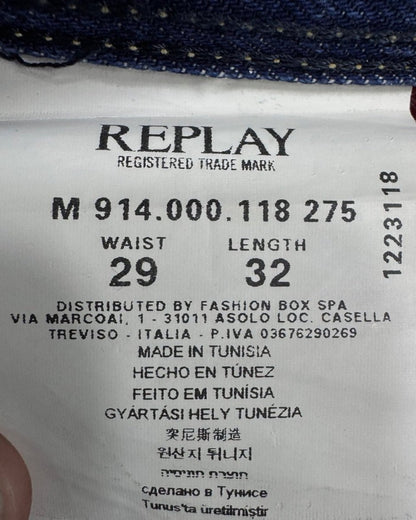 REPLAY
REGISTERED TRADE MARK
M 914.000.118 275
WAIST LENGTH
29 32
1223118
DISTRIBUTED BY FASHION BOX SPA
VIA MARCOAI, 1 - 31011 ASOLO LOC. CASELLA
TREVISO - ITALIA - P.IVA 03676290269
MADE IN TUNISIA
HECHO EN TÚNEZ
FEITO EM TUNÍSIA
GYÁRTÁSI HELY TUNÉZIA
突尼斯制造
원산지 튀니지
сделано в Тунисе
Tunus'ta üretilmiştir